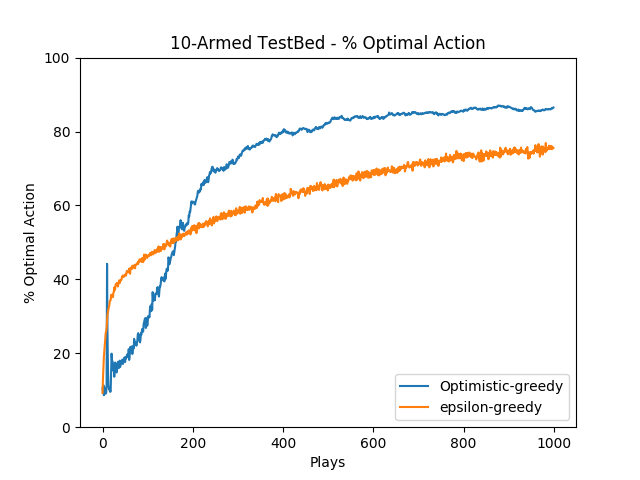 10-Armed TestBed - % Optimal Action
% Optimal Action
100
80
60
40
20
0
0 200 400 600 800 1000
Plays
Optimistic-greedy
epsilon-greedy